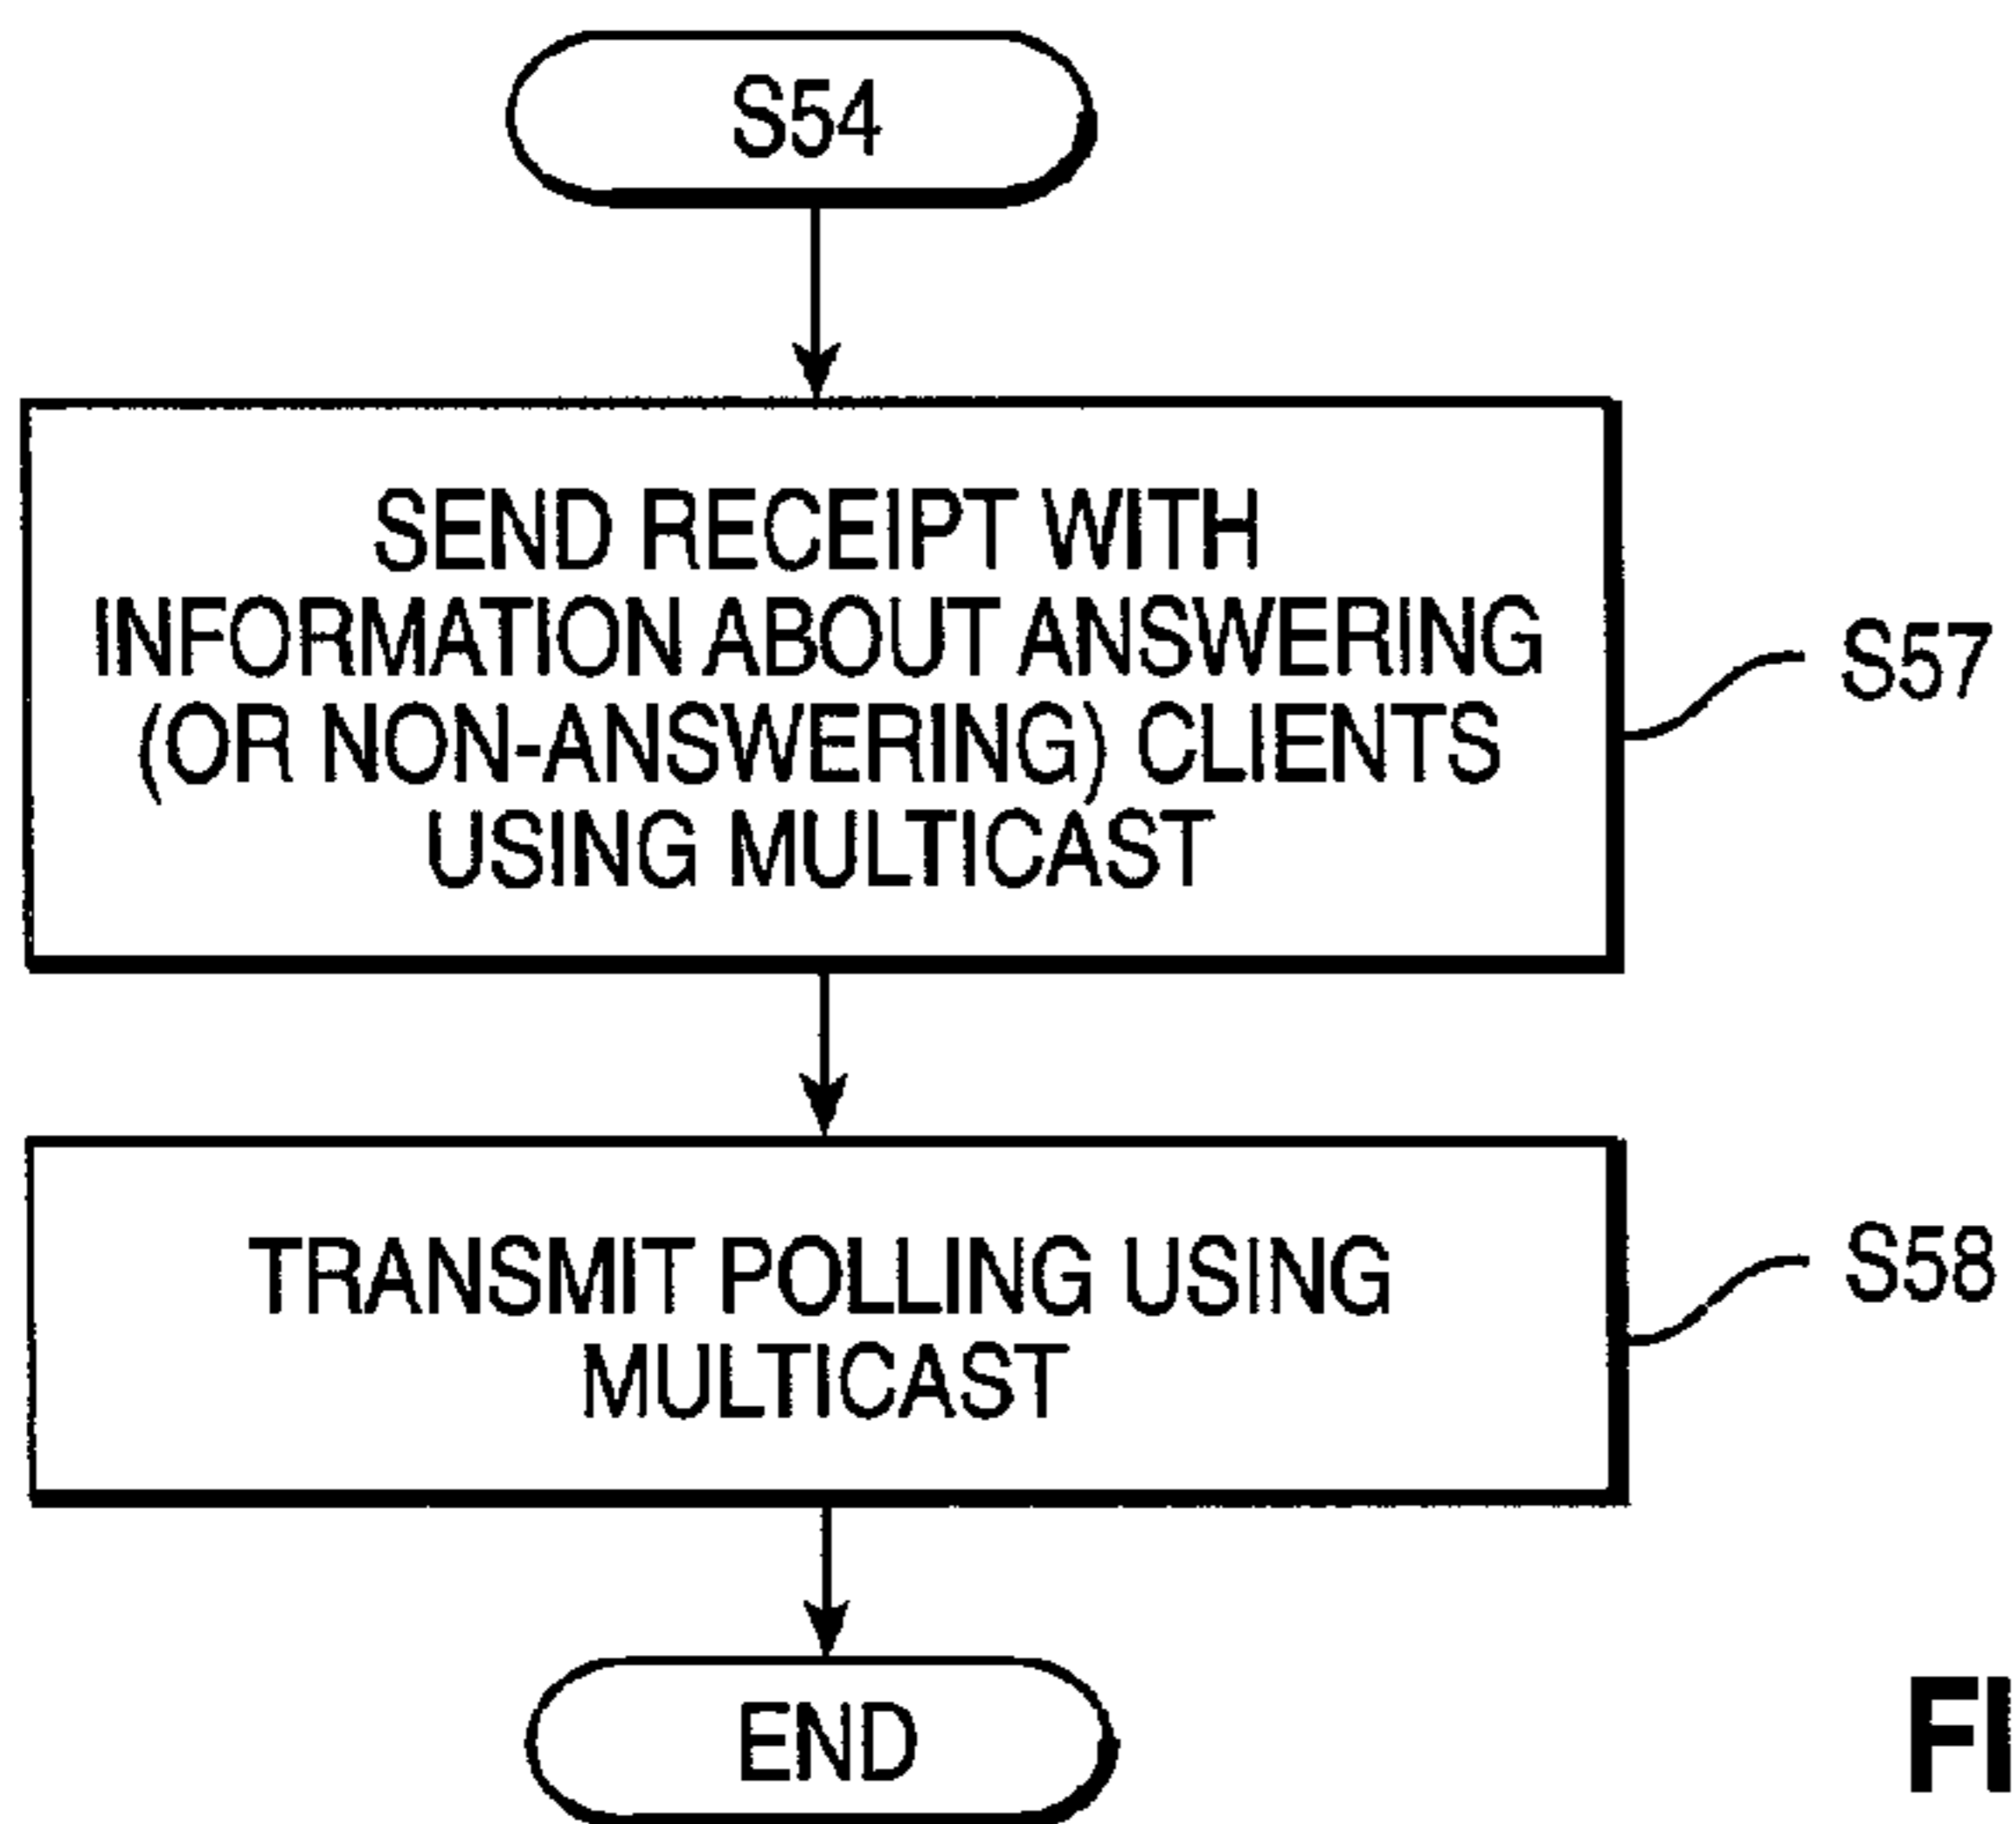 S54
SEND RECEIPT WITH
INFORMATION ABOUT ANSWERING
(OR NON-ANSWERING) CLIENTS
USING MULTICAST
S57
TRANSMIT POLLING USING
MULTICAST
S58
END
FI